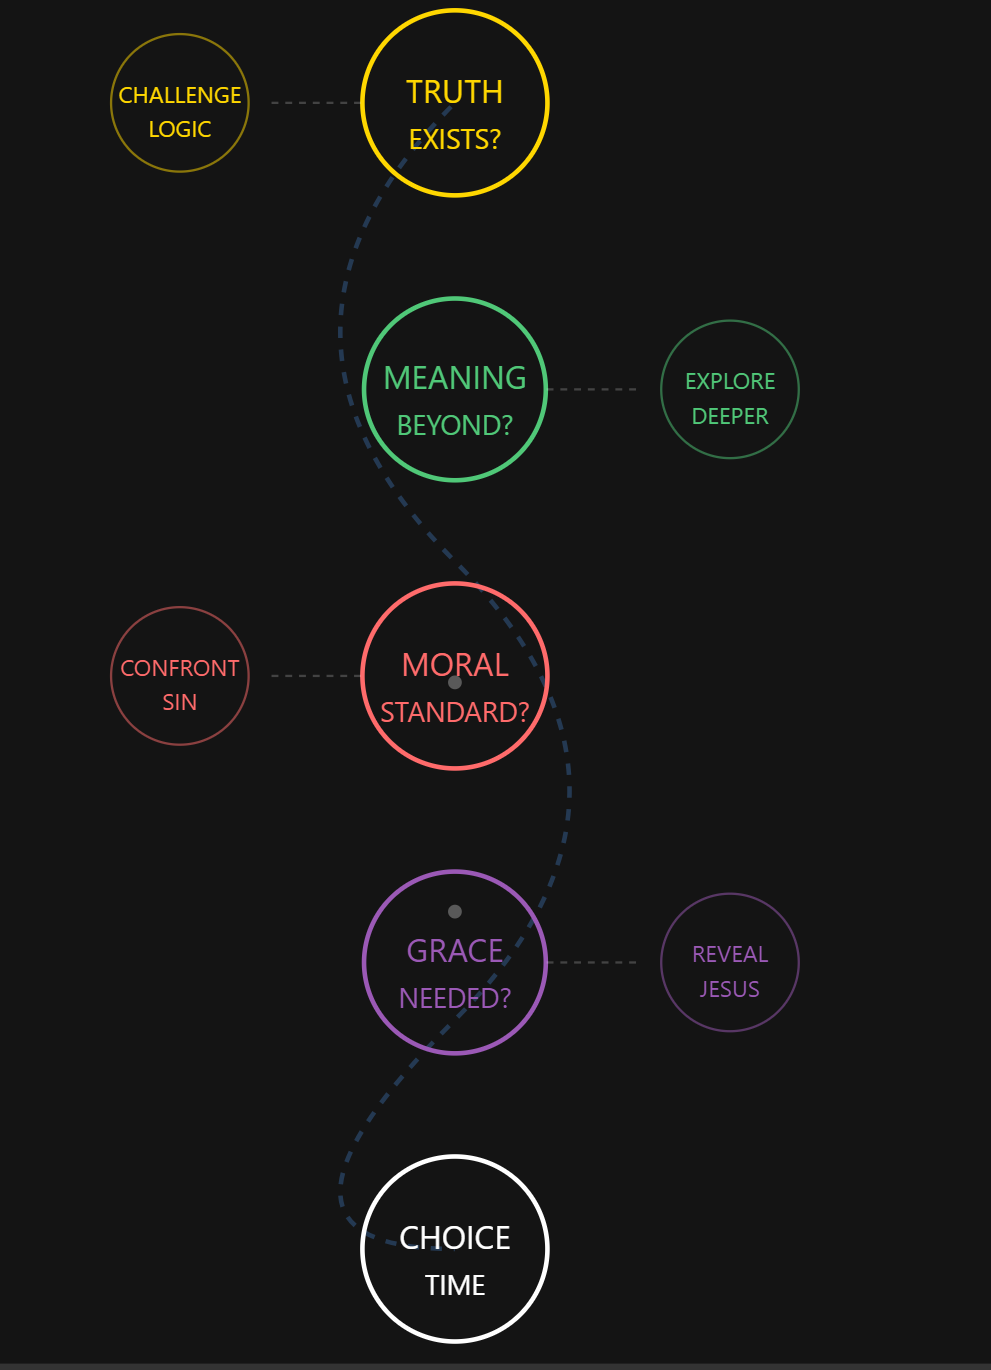 CHALLENGE
LOGIC
TRUTH
EXISTS?
MEANING
BEYOND?
EXPLORE
DEEPER
CONFRONT
SIN
MORAL
STANDARD?
GRACE
NEEDED?
REVEAL
JESUS
CHOICE
TIME